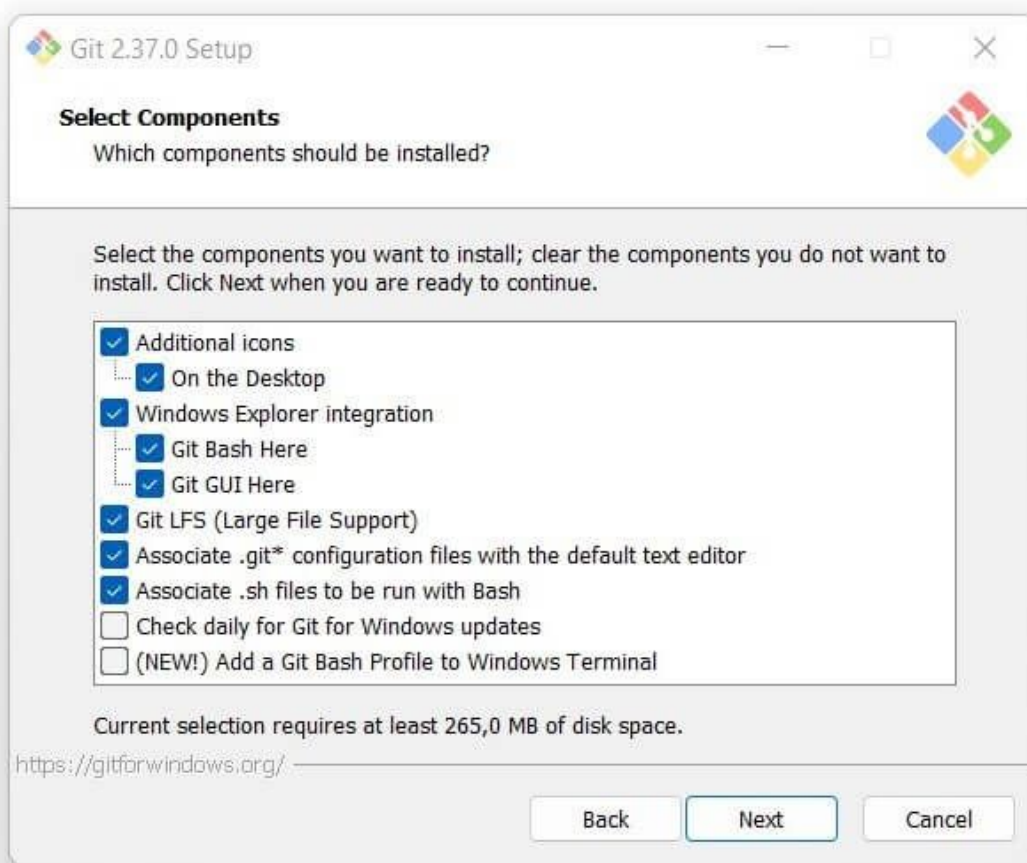 Git 2.37.0 Setup
Select Components
Which components should be installed?
Select the components you want to install; clear the components you do not want to
install. Click Next when you are ready to continue.
Additional icons
On the Desktop
Windows Explorer integration
Git Bash Here
Git GUI Here
Git LFS (Large File Support)
Associate .git* configuration files with the default text editor
Associate .sh files to be run with Bash
Check daily for Git for Windows updates
(NEW!) Add a Git Bash Profile to Windows Terminal
Current selection requires at least 265,0 MB of disk space.
https://gitforwindows.org/
Back Next Cancel